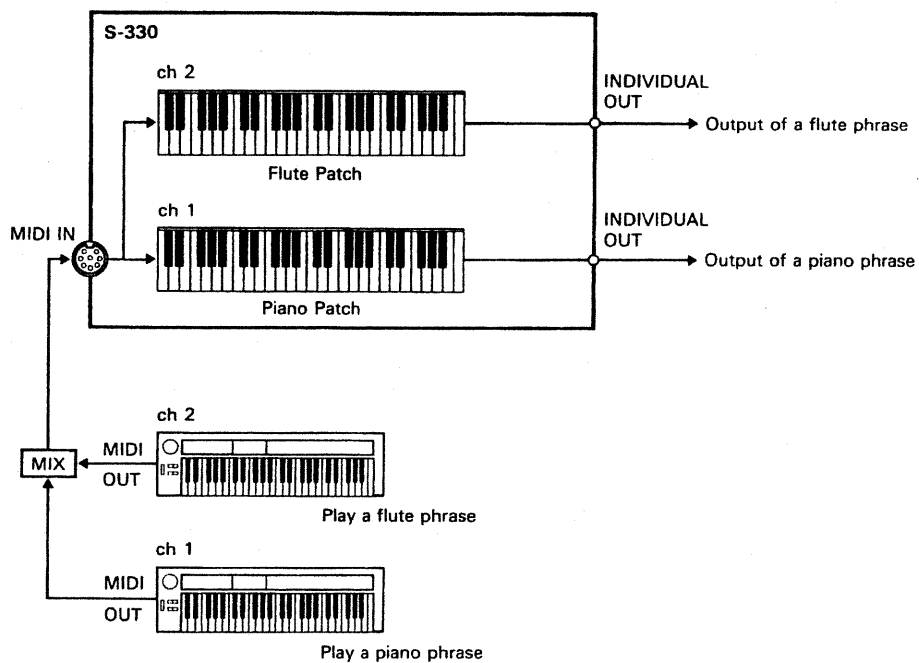 S-330
ch 2
INDIVIDUAL
OUT
Output of a flute phrase
Flute Patch
ch 1
MIDI IN
INDIVIDUAL
OUT
Output of a piano phrase
Piano Patch
ch 2
MIX
MIDI
OUT
Play a flute phrase
ch 1
MIDI
OUT
Play a piano phrase